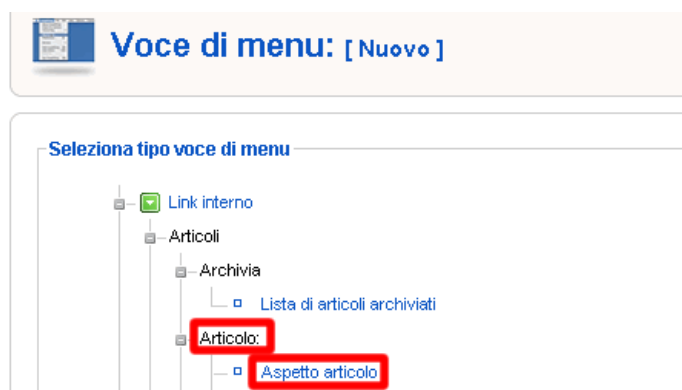 Voce di menu: [ Nuovo ]
Seleziona tipo voce di menu
Link interno
Articoli
Archivia
Lista di articoli archiviati
Articolo:
Aspetto articolo